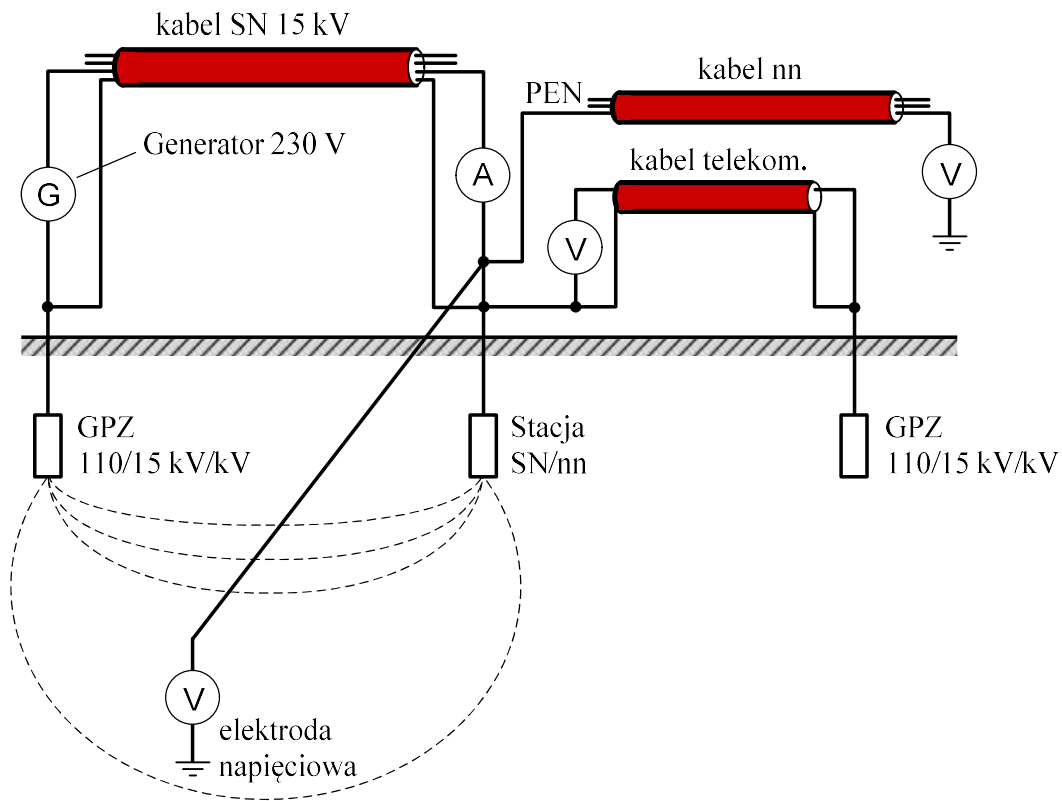 kabel SN 15 kV
kabel nn
PEN
Generator 230 V
kabel telekom.
G
A
V
V
GPZ
110/15 kV/kV
Stacja
SN/nn
GPZ
110/15 kV/kV
V
elektroda
napięciowa